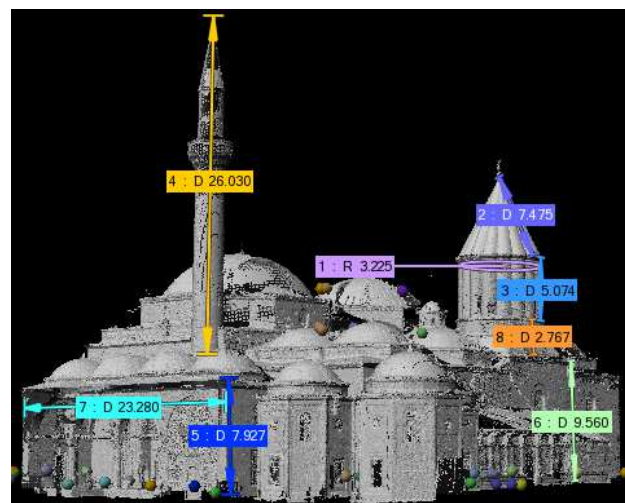 4 : D 26.030
2 : D 7.475
1 : R 3.225
3 : D 5.074
8 : D 2.767
7 : D 23.280
5 : D 7.927
6 : D 9.560